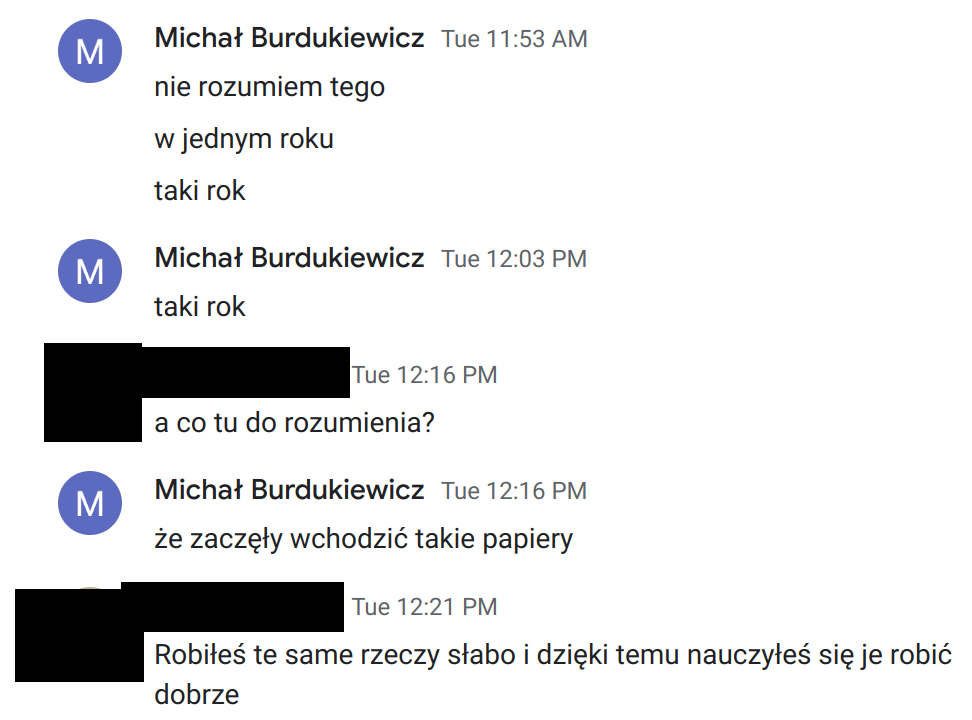 M
Michał Burdukiewicz Tue 11:53 AM
nie rozumiem tego
w jednym roku
taki rok
M
Michał Burdukiewicz Tue 12:03 PM
taki rok
Tue 12:16 PM
a co tu do rozumienia?
M
Michał Burdukiewicz Tue 12:16 PM
że zaczęły wchodzić takie papiery
Tue 12:21 PM
Robiłeś te same rzeczy słabo i dzięki temu nauczyłeś się je robić
dobrze